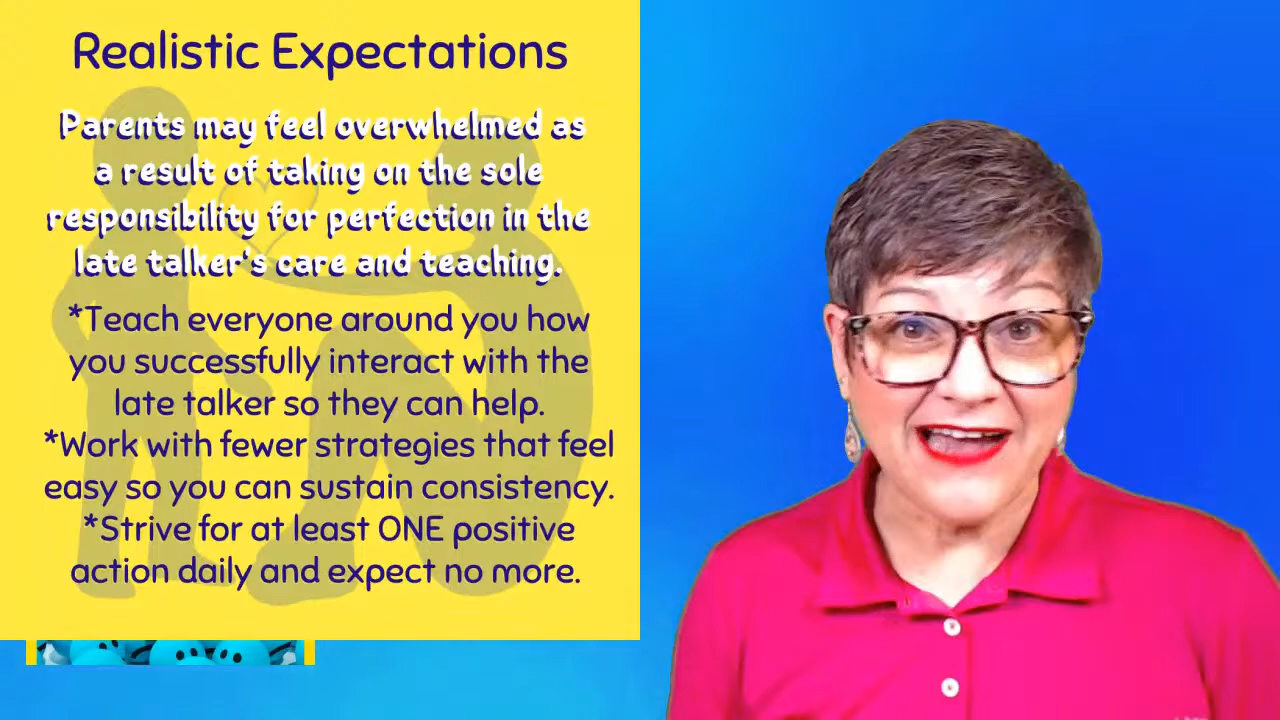 Realistic Expectations
Parents may feel overwhelmed as
a result of taking on the sole
responsibility for perfection in the
late talker's care and teaching.
*Teach everyone around you how
you successfully interact with the
late talker so they can help.
*Work with fewer strategies that feel
easy so you can sustain consistency.
*Strive for at least ONE positive
action daily and expect no more.